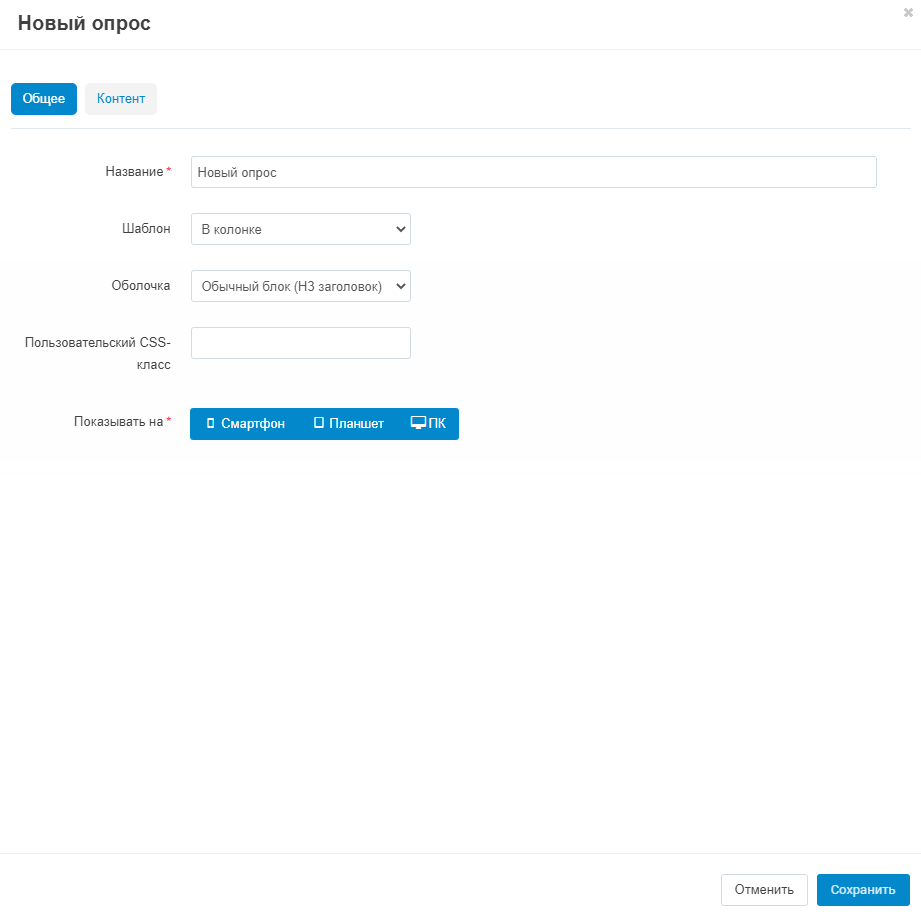 Новый опрос
Общее
Контент
Название *
Новый опрос
Шаблон
В колонке
Оболочка
Обычный блок (H3 заголовок)
Пользовательский CSS-
класс
Показывать на *
Смартфон
Планшет
ПК
Отменить
Сохранить